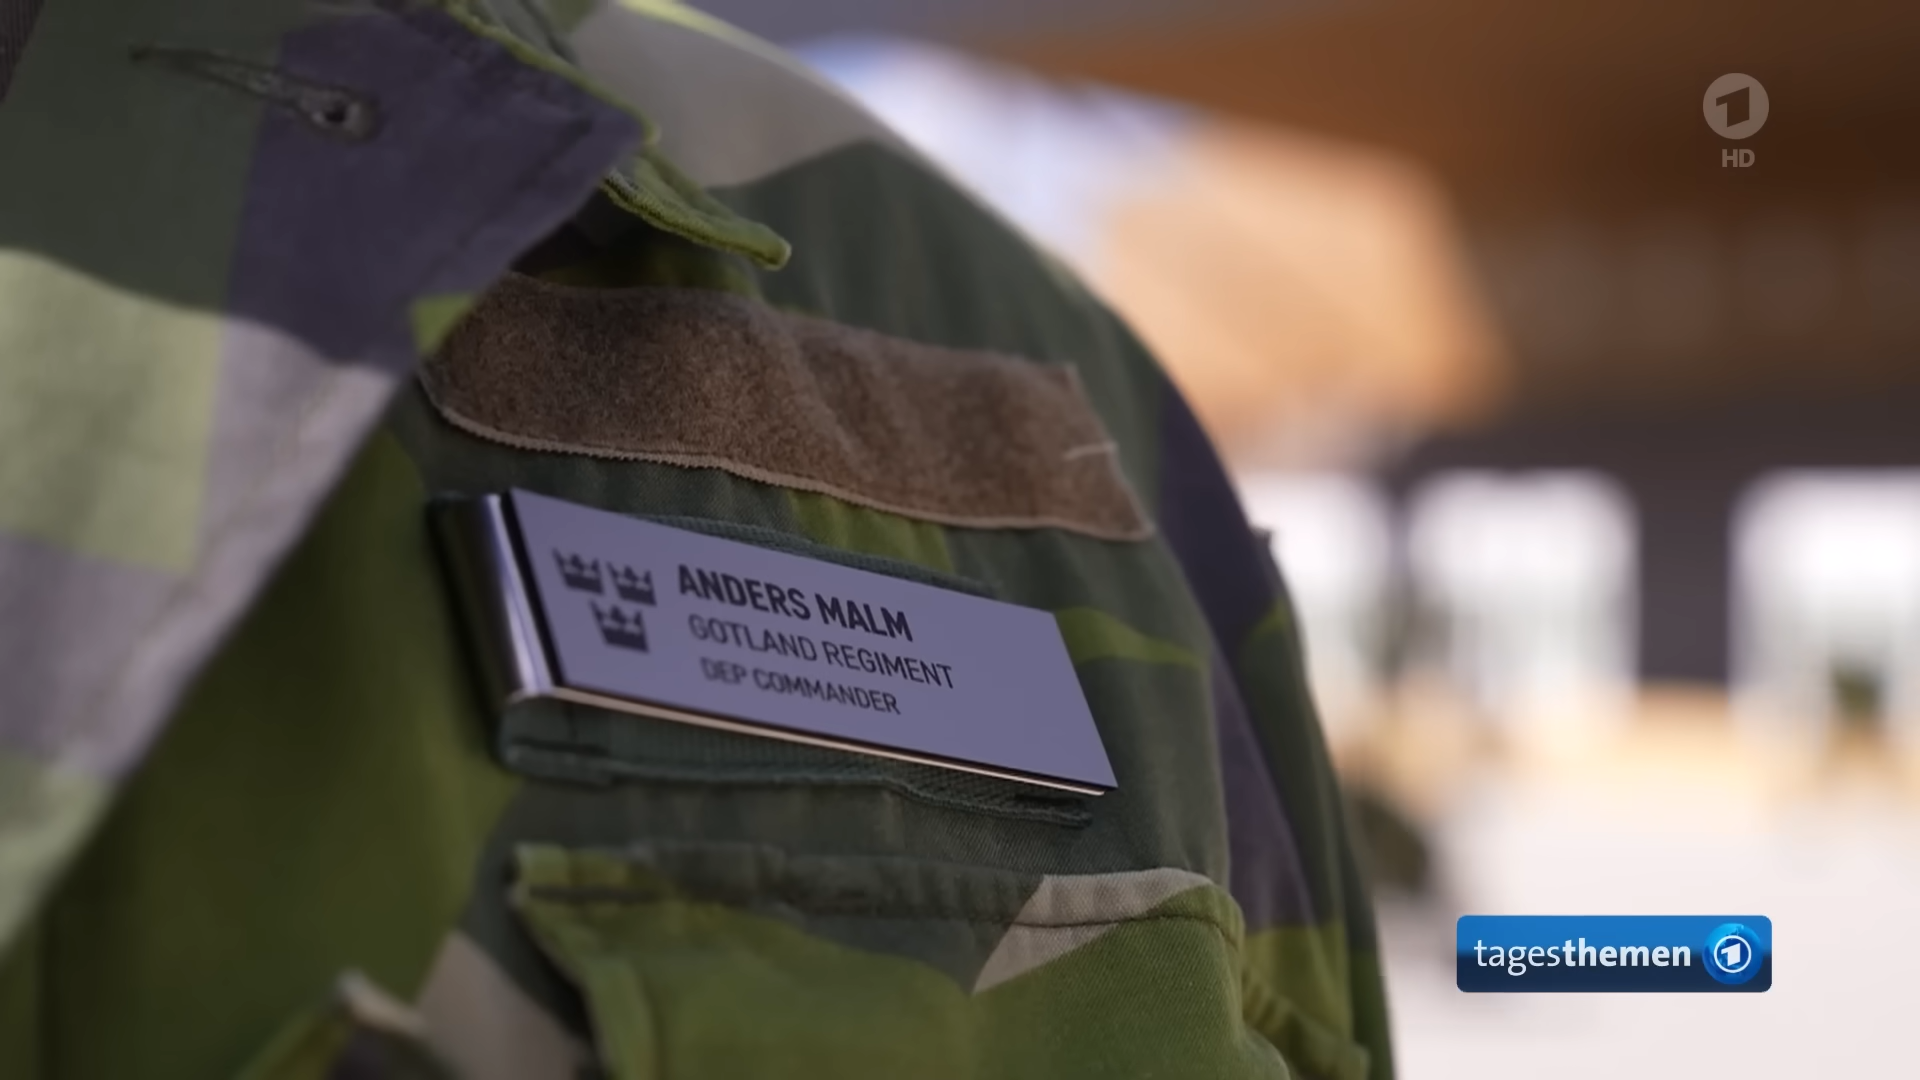 HD
ANDERS MALM
GOTLAND REGIMENT
DEP COMMANDER
tagesthemen